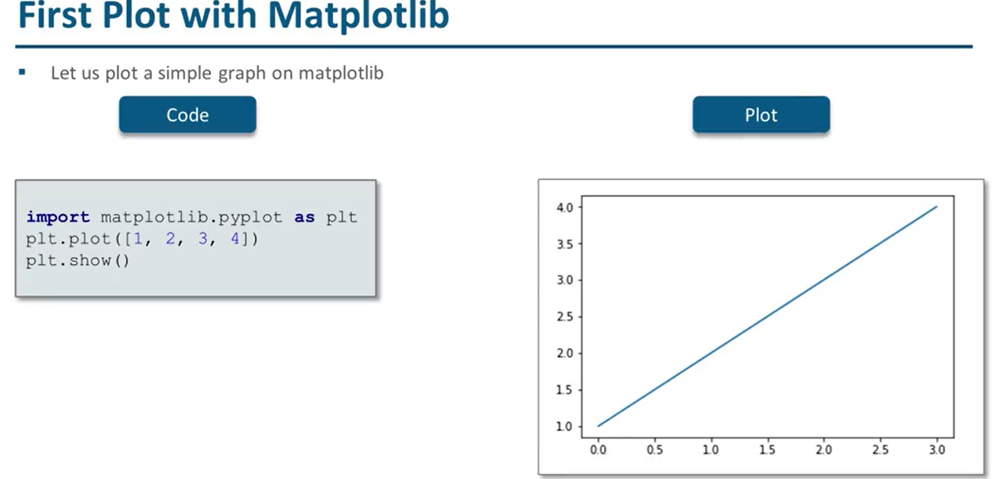 First Plot with Matplotlib
▪ Let us plot a simple graph on matplotlib
Code
Plot
import matplotlib.pyplot as plt
plt.plot([1, 2, 3, 4])
plt.show()
4.0
3.5
3.0
2.5
2.0
1.5
1.0
0.0 0.5 1.0 1.5 2.0 2.5 3.0